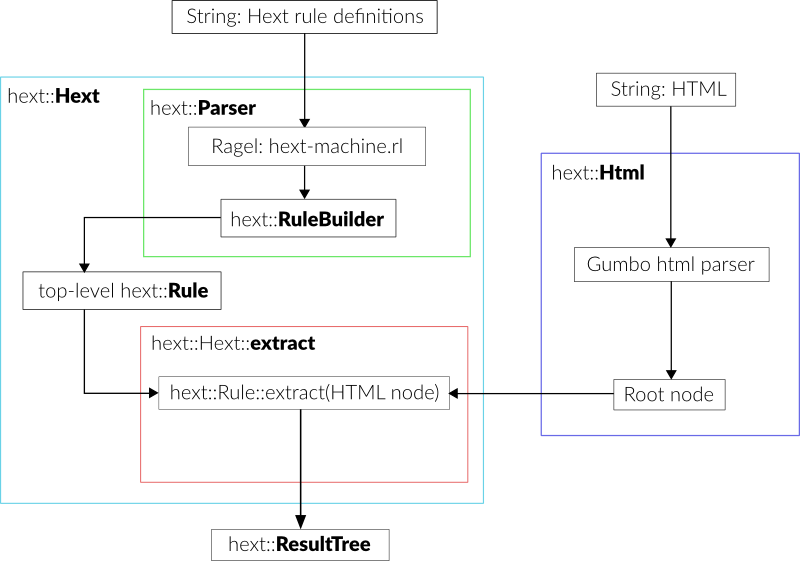 String: Hext rule definitions
hext::Hext
hext::Parser
Ragel: hext-machine.rl
hext::RuleBuilder
top-level hext::Rule
hext::Hext::extract
hext::Rule::extract(HTML node)
hext::ResultTree
String: HTML
hext::Html
Gumbo html parser
Root node